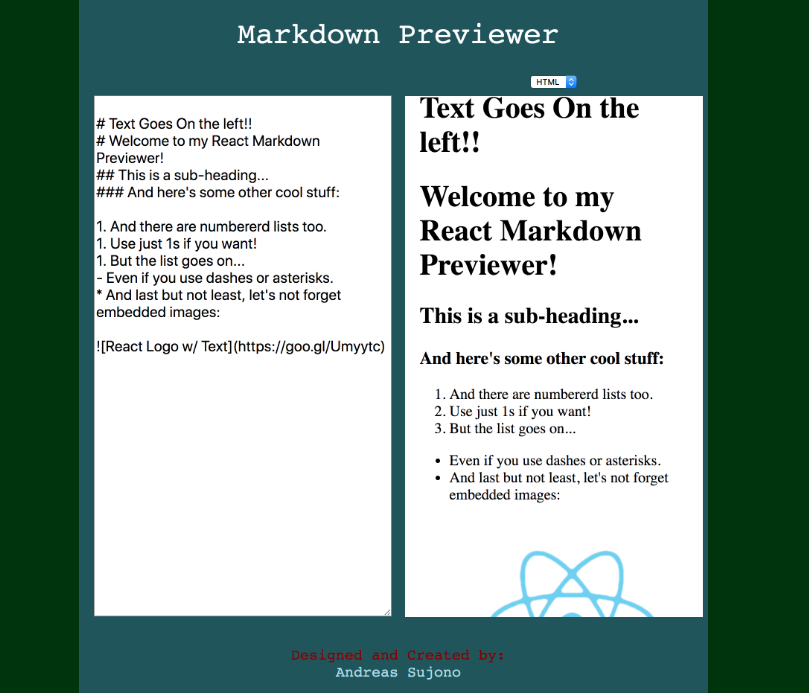 Markdown Previewer
HTML
# Text Goes On the left!!
# Welcome to my React Markdown
Previewer!
## This is a sub-heading...
### And here's some other cool stuff:
1. And there are numbererd lists too.
1. Use just 1s if you want!
1. But the list goes on...
- Even if you use dashes or asterisks.
* And last but not least, let's not forget
embedded images:
![React Logo w/ Text](https://goo.gl/Umyytc)
Text Goes On the
left!!
Welcome to my
React Markdown
Previewer!
This is a sub-heading...
And here's some other cool stuff:
1. And there are numbererd lists too.
2. Use just 1s if you want!
3. But the list goes on...
• Even if you use dashes or asterisks.
• And last but not least, let's not forget
embedded images:
Designed and Created by:
Andreas Sujono